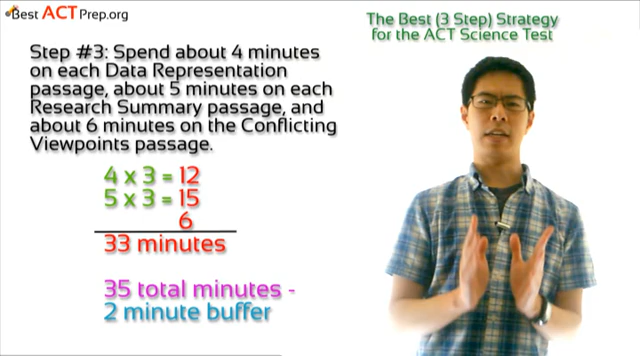 Best ACT Prep.org
The Best (3 Step) Strategy
for the ACT Science Test
Step #3: Spend about 4 minutes
on each Data Representation
passage, about 5 minutes on each
Research Summary passage, and
about 6 minutes on the Conflicting
Viewpoints passage.
4 x 3 = 12
5 x 3 = 15
6
33 minutes
35 total minutes -
2 minute buffer